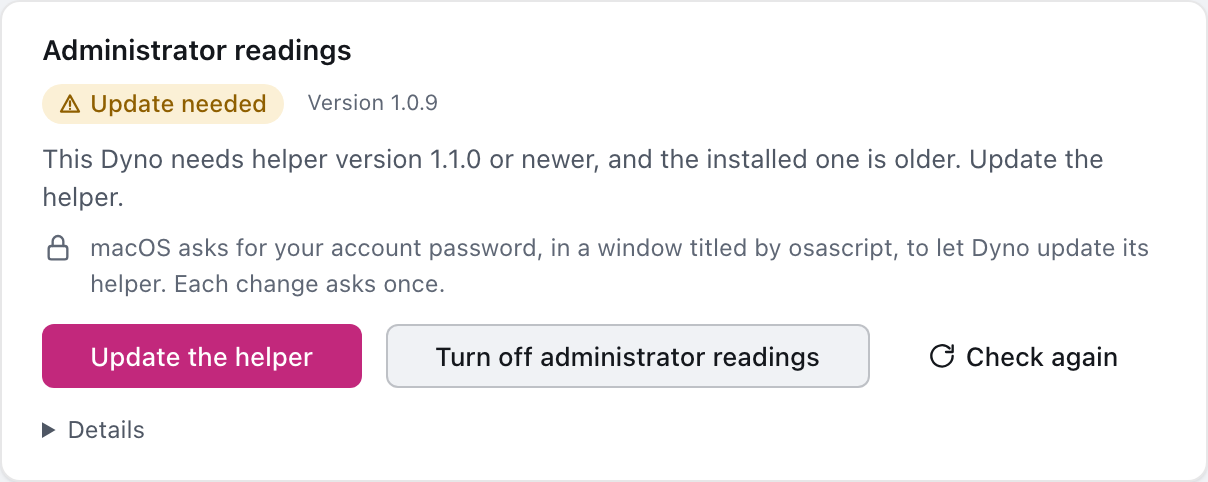 Administrator readings
Update needed
Version 1.0.9
This Dyno needs helper version 1.1.0 or newer, and the installed one is older. Update the
helper.
macOS asks for your account password, in a window titled by osascript, to let Dyno update its
helper. Each change asks once.
Update the helper
Turn off administrator readings
Check again
Details